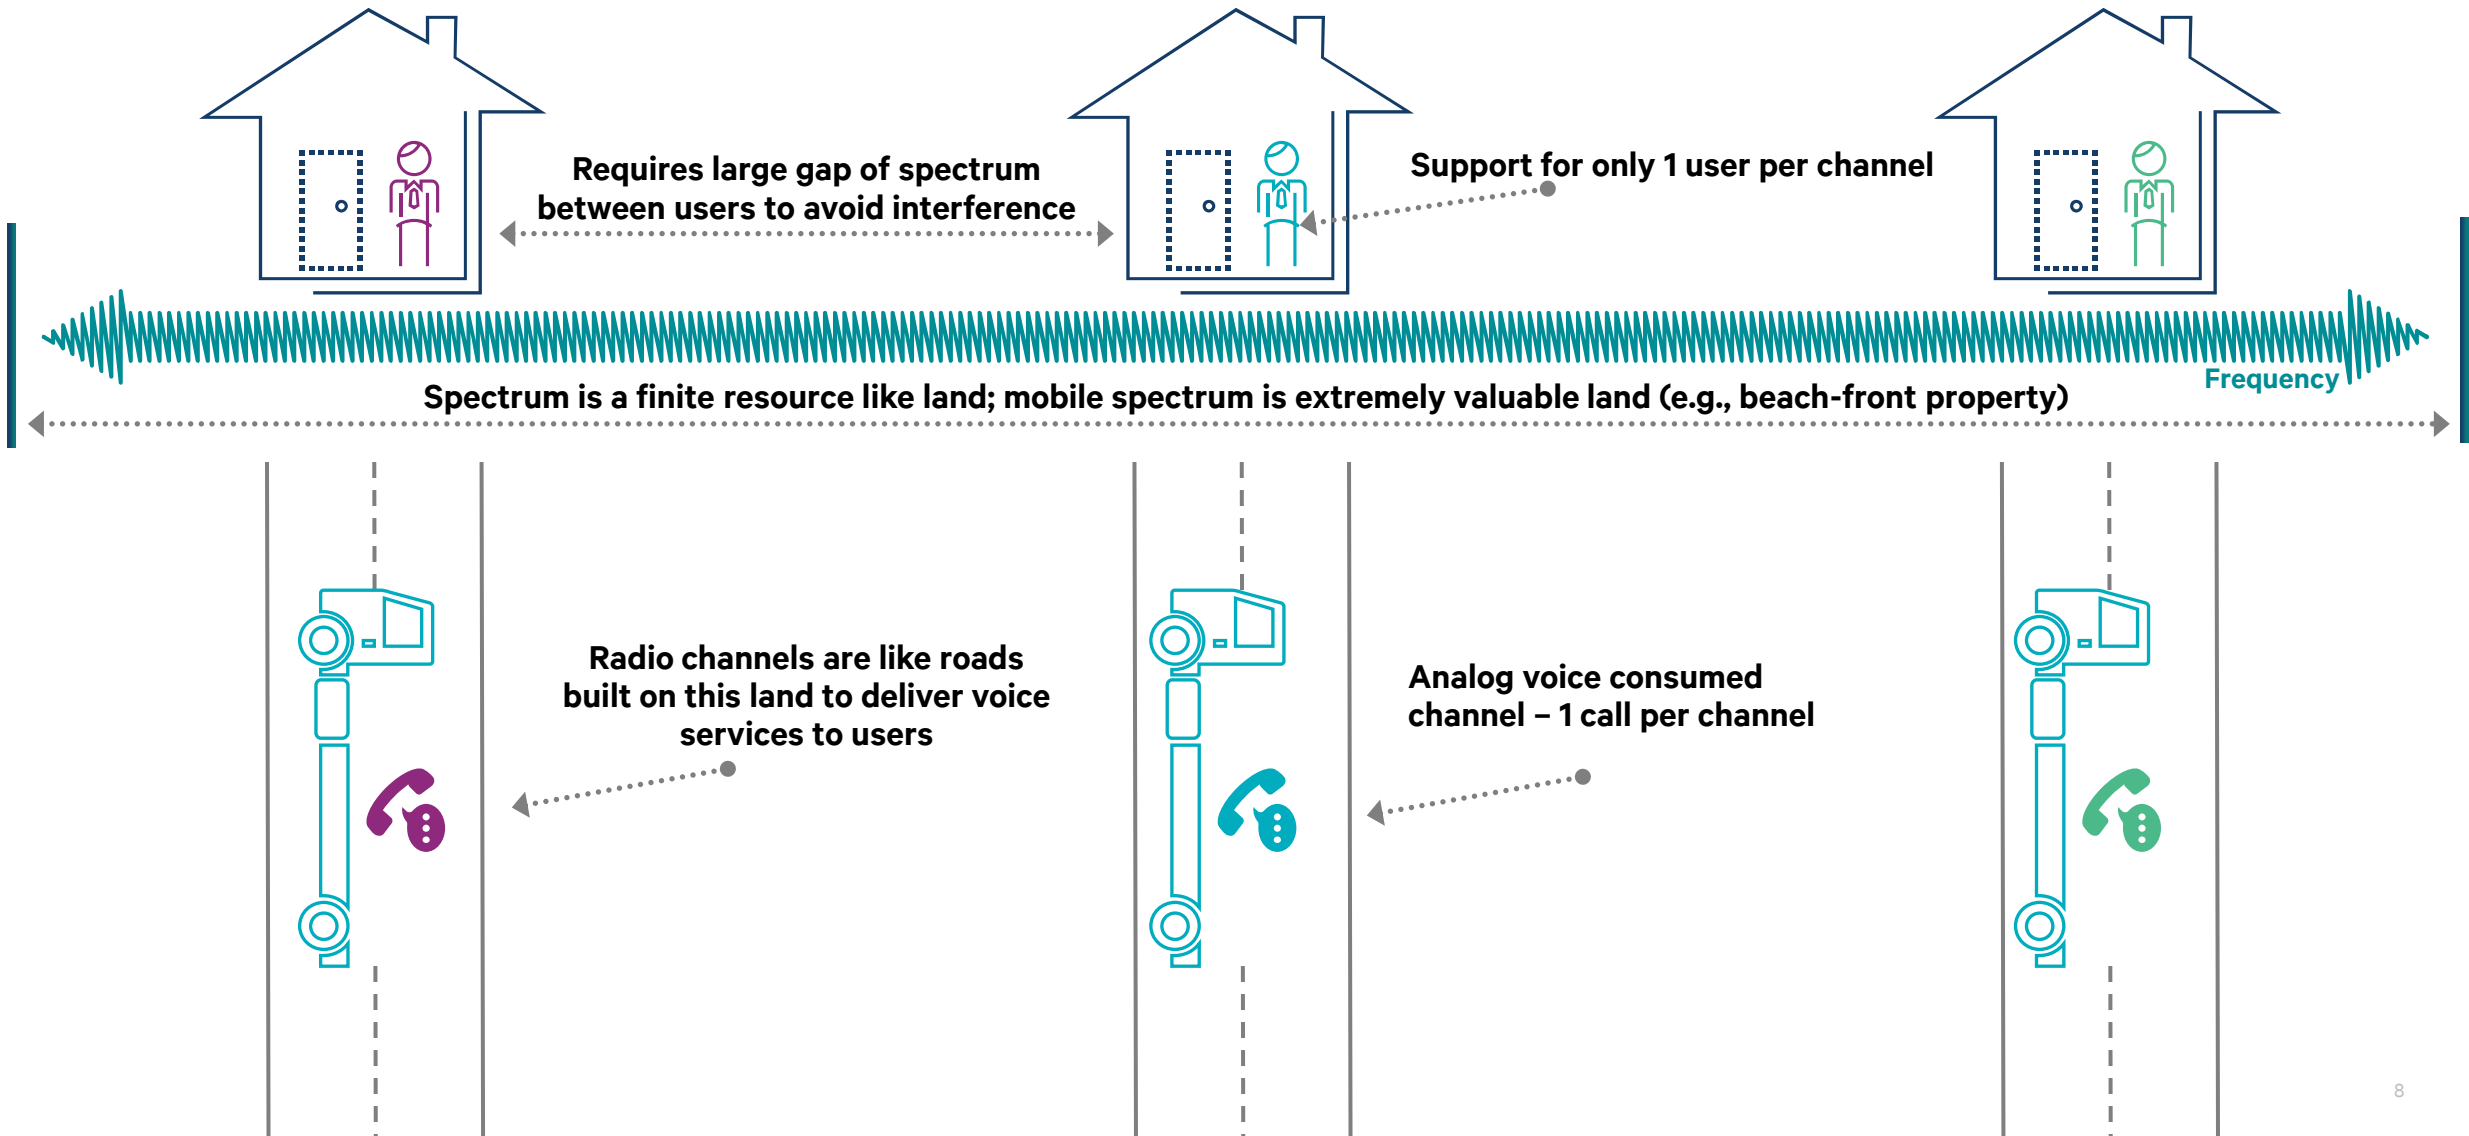 Requires large gap of spectrum
between users to avoid interference
Support for only 1 user per channel
Frequency
Spectrum is a finite resource like land; mobile spectrum is extremely valuable land (e.g., beach-front property)
Radio channels are like roads
built on this land to deliver voice
services to users
Analog voice consumed
channel – 1 call per channel
8